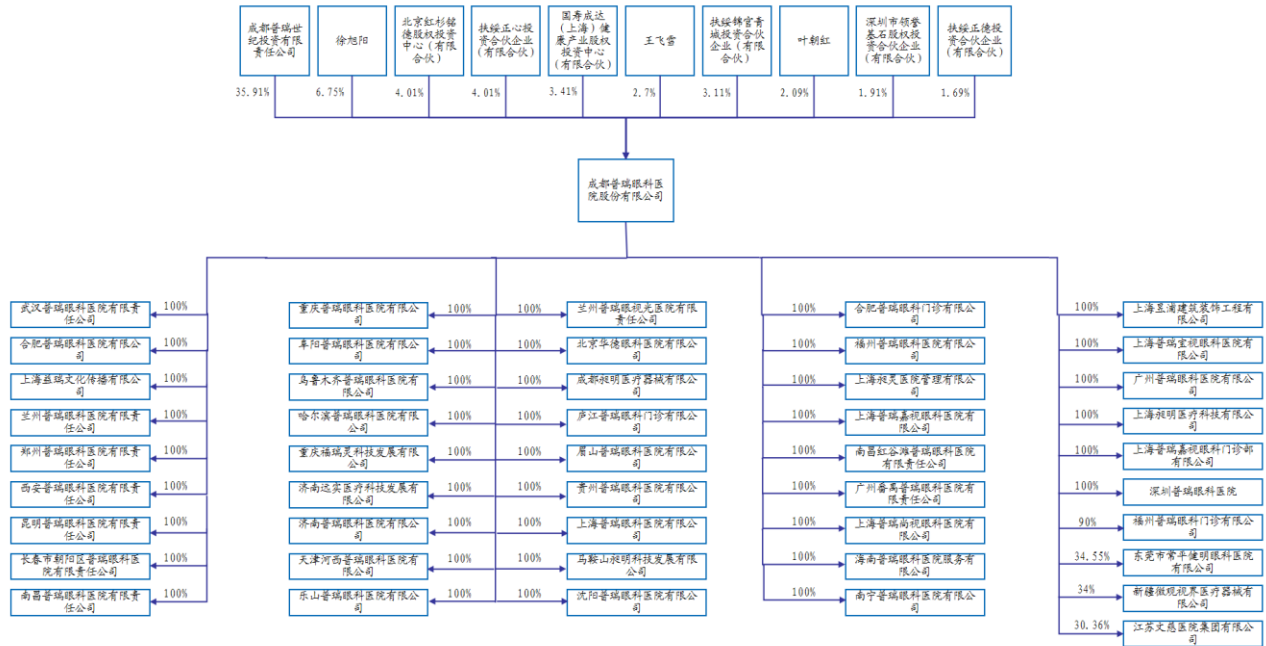 成都普瑞世
纪投资有限
责任公司
徐旭阳
北京红杉铭
德股权投资
中心（有限
合伙）
扶绥正心投
资合伙企业
(有限合伙)
国寿成达
（上海）健
康产业股权
投资中心
(有限合伙)
王飞雪
扶绥锦官青
城投资合伙
企业（有限
合伙）
叶朝红
深圳市领誉
基石股权投
资合伙企业
(有限合伙)
扶绥正德投
资合伙企业
(有限合伙)
35.91%
6.75%
4.01%
4.01%
3.41%
2.7%
3.11%
2.09%
1.91%
1.69%
成都普瑞眼科医
院股份有限公司
武汉普瑞眼科医院有限责
任公司
100%
合肥普瑞眼科医院有限公
司
100%
上海益瑞文化传播有限公
司
100%
兰州普瑞眼科医院有限责
任公司
100%
郑州普瑞眼科医院有限责
任公司
100%
西安普瑞眼科医院有限责
任公司
100%
昆明普瑞眼科医院有限责
任公司
100%
长春市朝阳区普瑞眼科医
院有限责任公司
100%
南昌普瑞眼科医院有限责
任公司
100%
重庆普瑞眼科医院有限公
司
100%
阜阳普瑞眼科医院有限公
司
100%
乌鲁木齐普瑞眼科医院有
限公司
100%
哈尔滨普瑞眼科医院有限
公司
100%
重庆福瑞灵科技发展有限
公司
100%
济南远实医疗科技发展有
限公司
100%
济南普瑞眼科医院有限公
司
100%
天津河西普瑞眼科医院有
限公司
100%
乐山普瑞眼科医院有限公
司
100%
100%
兰州普瑞眼视光医院有限
责任公司
100%
北京华德眼科医院有限公
司
100%
成都昶明医疗器械有限公
司
100%
庐江普瑞眼科门诊有限公
司
100%
眉山普瑞眼科医院有限公
司
100%
贵州普瑞眼科医院有限公
司
100%
上海普瑞眼科医院有限公
司
100%
马鞍山昶明科技发展有限公
司
100%
沈阳普瑞眼科医院有限公
司
100%
合肥普瑞眼科门诊有限公
司
100%
福州普瑞眼科医院有限公
司
100%
上海昶灵医院管理有限公
司
100%
上海普瑞嘉视眼科医院有
限公司
100%
南昌红谷滩普瑞眼科医院
有限责任公司
100%
广州番禺普瑞眼科医院有
限责任公司
100%
上海普瑞尚视眼科医院有
限公司
100%
海南普瑞眼科医院服务有
限公司
100%
南宁普瑞眼科医院有限公
司
100%
上海昱浦建筑装饰工程有
限公司
100%
上海普瑞宝视眼科医院有
限公司
100%
广州普瑞眼科医院有限公
司
100%
上海昶明医疗科技有限公
司
100%
上海普瑞嘉视眼科门诊部
有限公司
100%
深圳普瑞眼科医院
90%
福州普瑞眼科门诊有限公
司
34.55%
东莞市常平健明眼科医院
有限公司
34%
新疆微观视界医疗器械有
限公司
30.36%
江苏文慈医院集团有限公
司